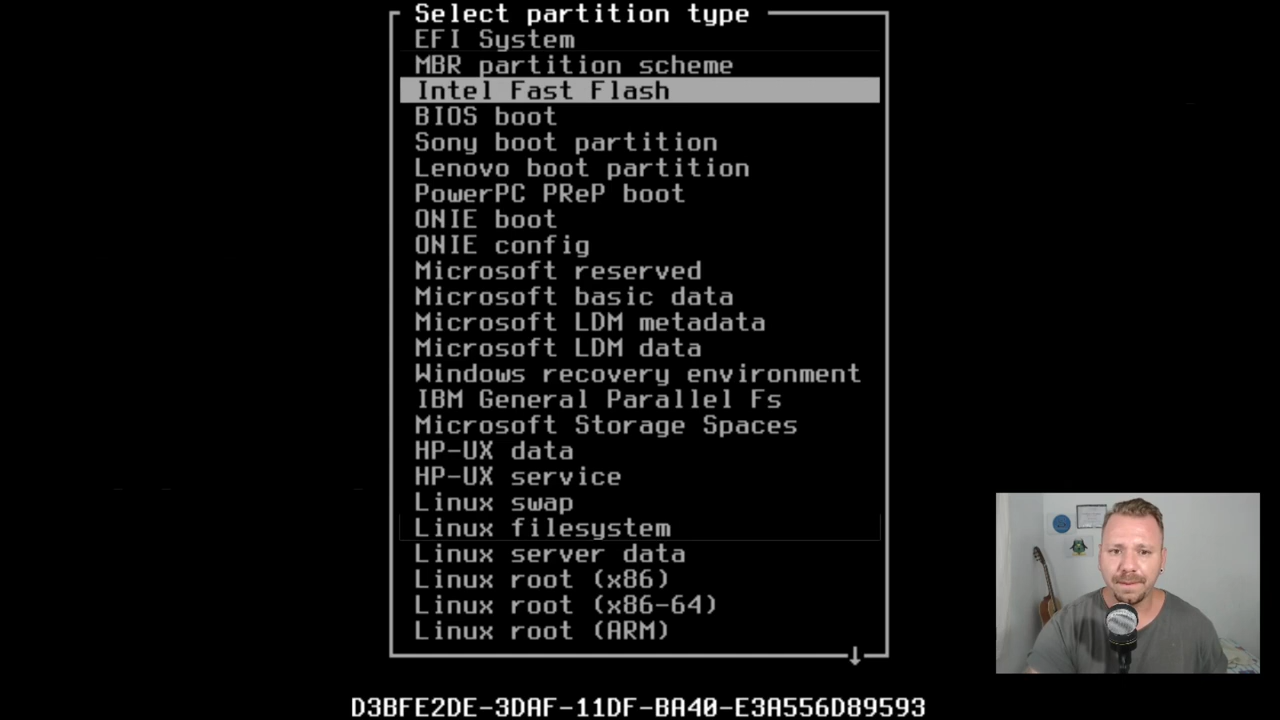 Select partition type
EFI System
MBR partition scheme
Intel Fast Flash
BIOS boot
Sony boot partition
Lenovo boot partition
PowerPC PReP boot
ONIE boot
ONIE config
Microsoft reserved
Microsoft basic data
Microsoft LDM metadata
Microsoft LDM data
Windows recovery environment
IBM General Parallel Fs
Microsoft Storage Spaces
HP-UX data
HP-UX service
Linux swap
Linux filesystem
Linux server data
Linux root (x86)
Linux root (x86-64)
Linux root (ARM)
D3BFE2DE-3DAF-11DF-BA40-E3A556D89593